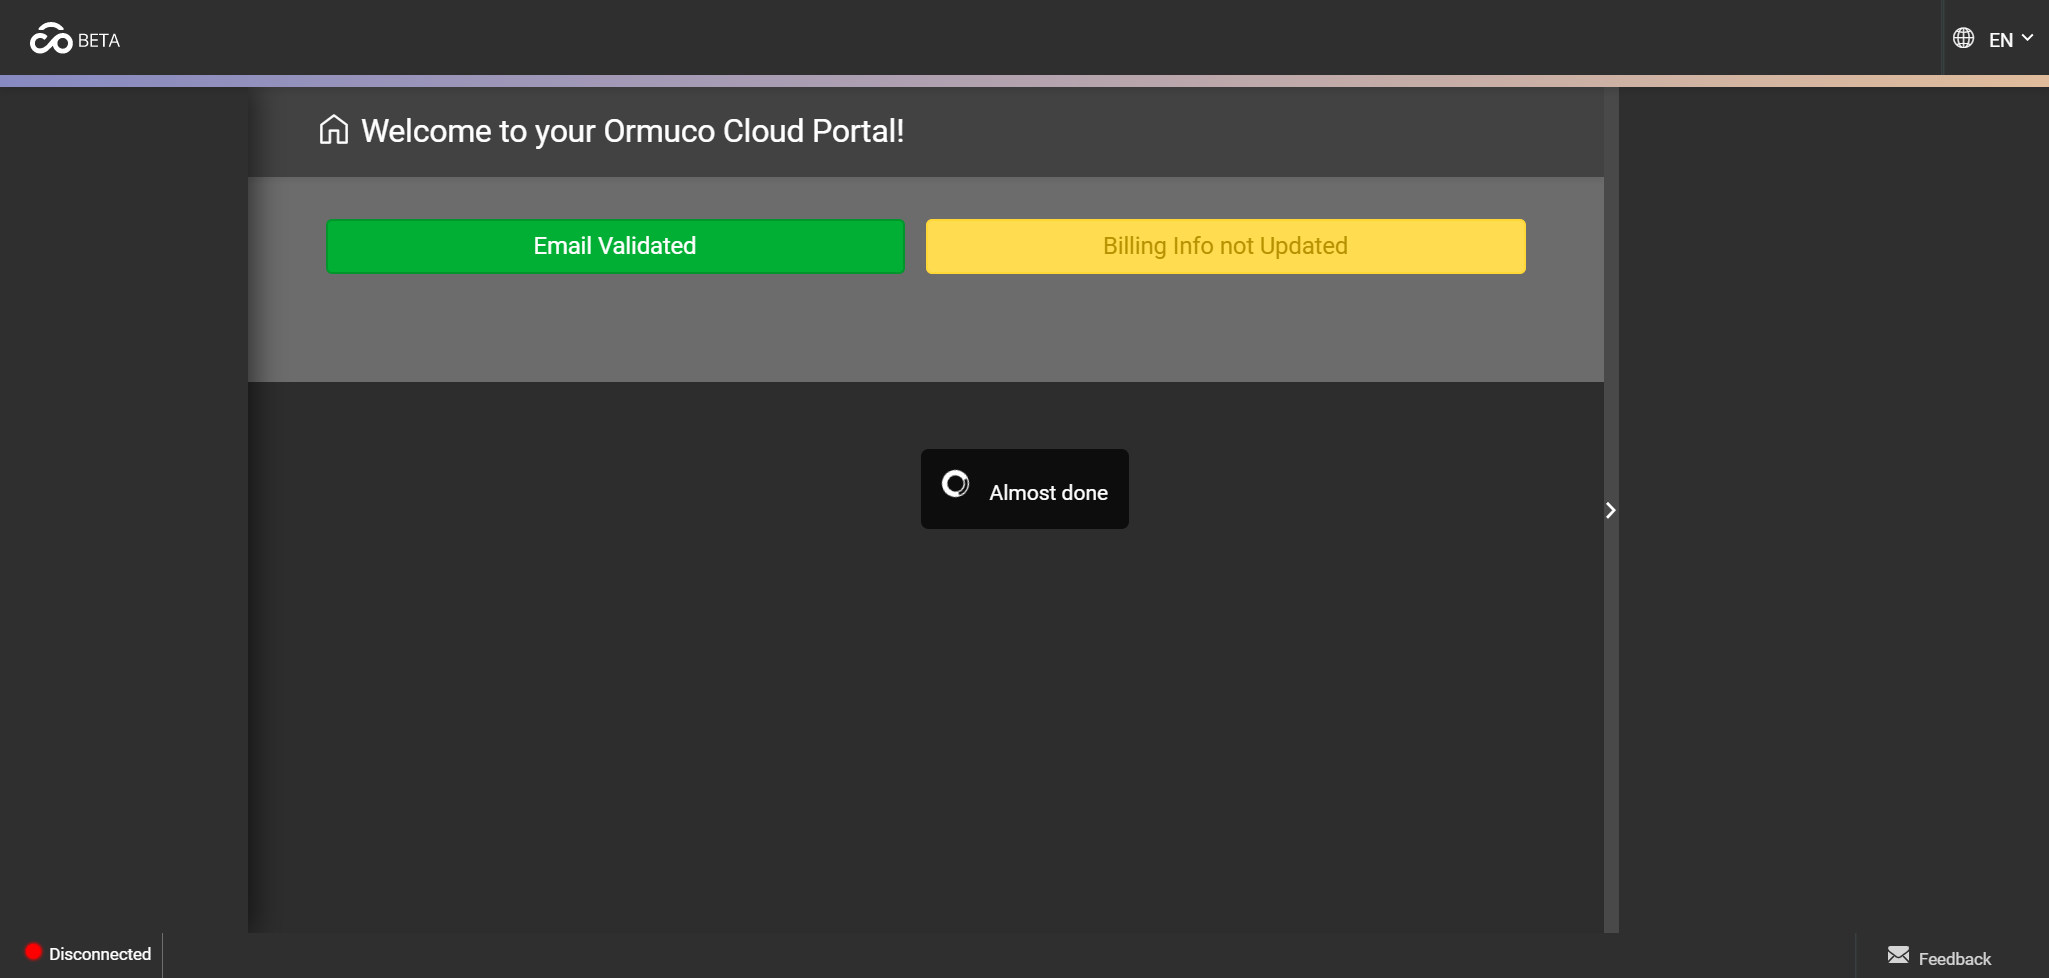 BETA
EN
Welcome to your Ormuco Cloud Portal!
Email Validated
Billing Info not Updated
Almost done
Disconnected
Feedback